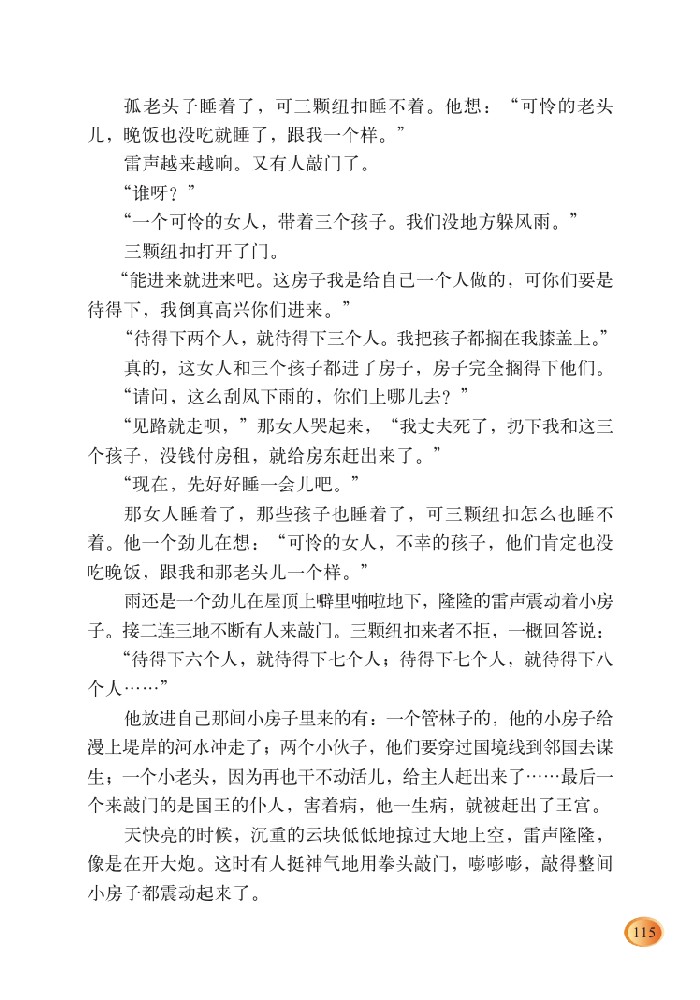 孤老头子睡着了，可三颗纽扣睡不着。他想：“可怜的老头
儿，晚饭也没吃就睡了，跟我一个样。”
雷声越来越响。又有人敲门了。
“谁呀？”
“一个可怜的女人，带着三个孩子。我们没地方躲风雨。”
三颗纽扣打开了门。
“能进来就进来吧。这房子我是给自己一个人做的，可你们要是
待得下，我倒真高兴你们进来。”
“待得下两个人，就待得下三个人。我把孩子都搁在我膝盖上。”
真的，这女人和三个孩子都进了房子，房子完全搁得下他们。
“请问，这么刮风下雨的，你们上哪儿去？”
“见路就走呗，”那女人哭起来，“我丈夫死了，扔下我和这三
个孩子，没钱付房租，就给房东赶出来了。”
“现在，先好好睡一会儿吧。”
那女人睡着了，那些孩子也睡着了，可三颗纽扣怎么也睡不
着。他一个劲儿在想：“可怜的女人，不幸的孩子，他们肯定也没
吃晚饭，跟我和那老头儿一个样。”
雨还是一个劲儿在屋顶上噼里啪啦地下，隆隆的雷声震动着小房
子。接二连三地不断有人来敲门。三颗纽扣来者不拒，一概回答说：
“待得下六个人，就待得下七个人；待得下七个人，就待得下八
个人……”
他放进自己那间小房子里来的有：一个管林子的，他的小房子给
漫上堤岸的河水冲走了；两个小伙子，他们要穿过国境线到邻国去谋
生；一个小老头，因为再也干不动活儿，给主人赶出来了……最后一
个来敲门的是国王的仆人，害着病，他一生病，就被赶出了王宫。
天快亮的时候，沉重的云块低低地掠过大地上空，雷声隆隆，
像是在开大炮。这时有人挺神气地用拳头敲门，嘭嘭嘭，敲得整间
小房子都震动起来了。
115